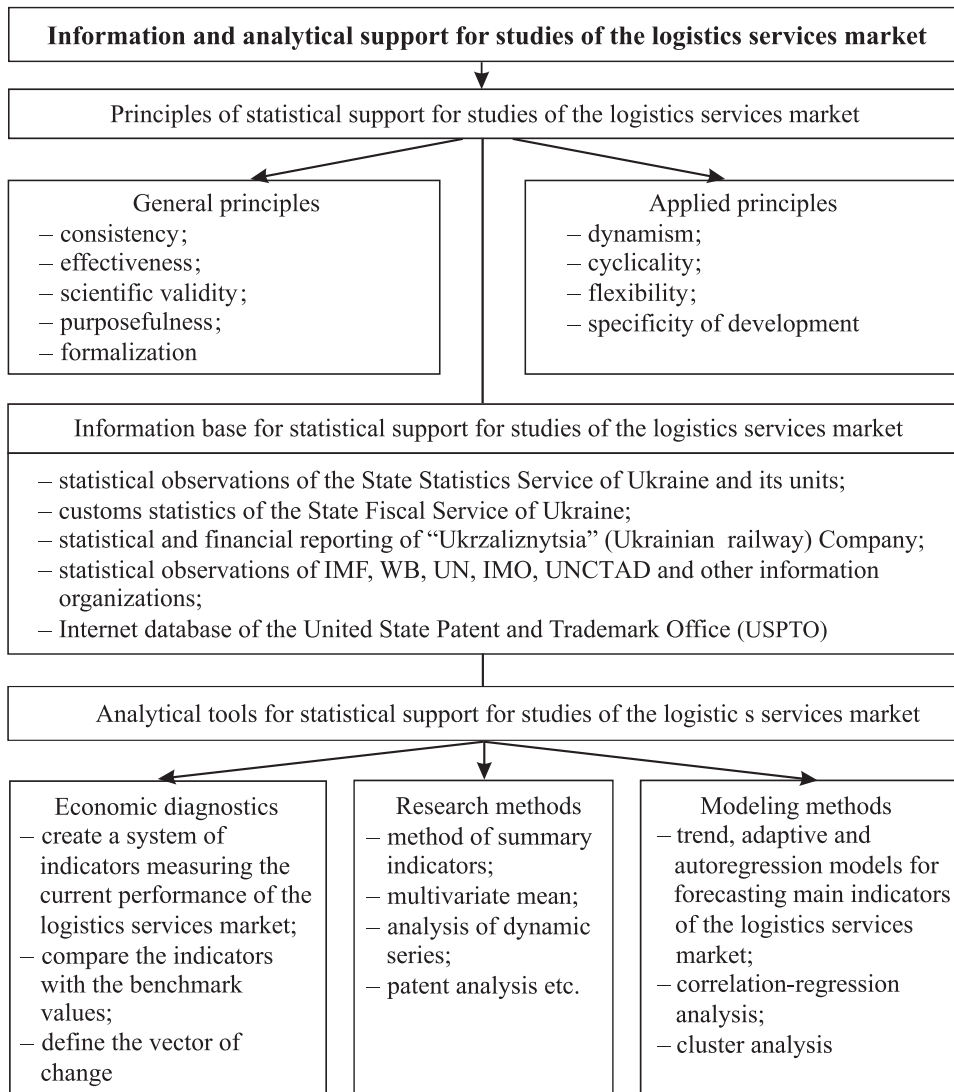 Information and analytical support for studies of the logistics services market
Principles of statistical support for studies of the logistics services market
General principles
– consistency;
– effectiveness;
– scientific validity;
– purposefulness;
– formalization
Applied principles
– dynamism;
– cyclicality;
– flexibility;
– specificity of development
Information base for statistical support for studies of the logistics services market
– statistical observations of the State Statistics Service of Ukraine and its units;
– customs statistics of the State Fiscal Service of Ukraine;
– statistical and financial reporting of “Ukrzaliznytsia” (Ukrainian railway) Company;
– statistical observations of IMF, WB, UN, IMO, UNCTAD and other information
organizations;
– Internet database of the United State Patent and Trademark Office (USPTO)
Analytical tools for statistical support for studies of the logistic s services market
Economic diagnostics
– create a system of
indicators measuring the
current performance of the
logistics services market;
– compare the indicators
with the benchmark
values;
– define the vector of
change
Research methods
– method of summary
indicators;
– multivariate mean;
– analysis of dynamic
series;
– patent analysis etc.
Modeling methods
– trend, adaptive and
autoregression models for
forecasting main indicators
of the logistics services
market;
– correlation-regression
analysis;
– cluster analysis